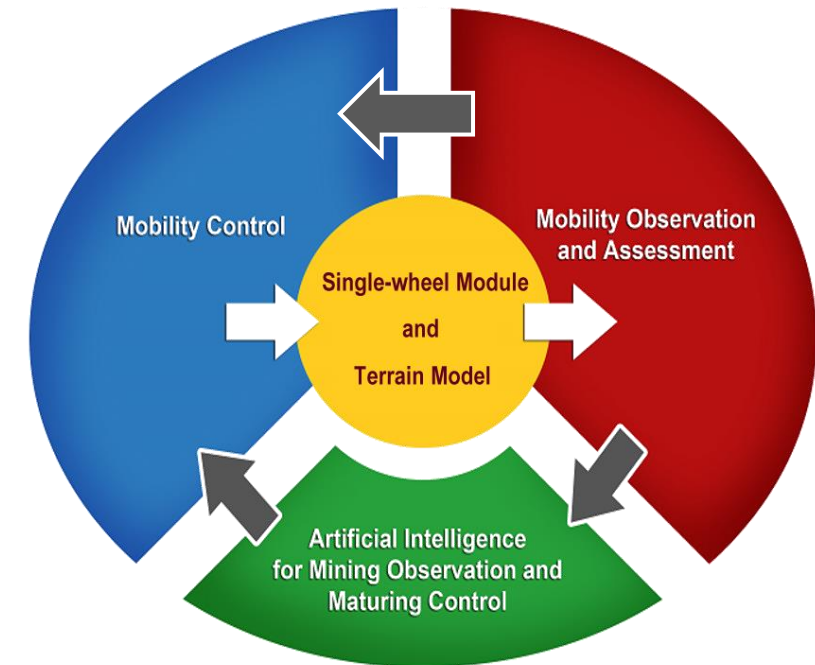 Mobility Control
Mobility Observation
and Assessment
Single-wheel Module
and
Terrain Model
Artificial Intelligence
for Mining Observation and
Maturing Control